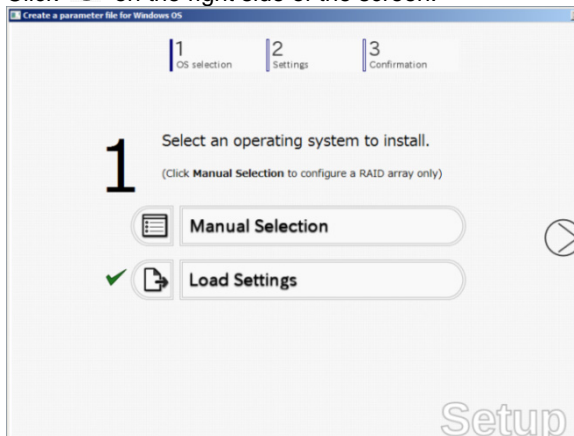 on the right side of the screen.
Create a parameter file for Windows OS
1
OS selection
2
Settings
3
Confirmation
1
Select an operating system to install.
(Click Manual Selection to configure a RAID array only)
Manual Selection
Load Settings
Setup